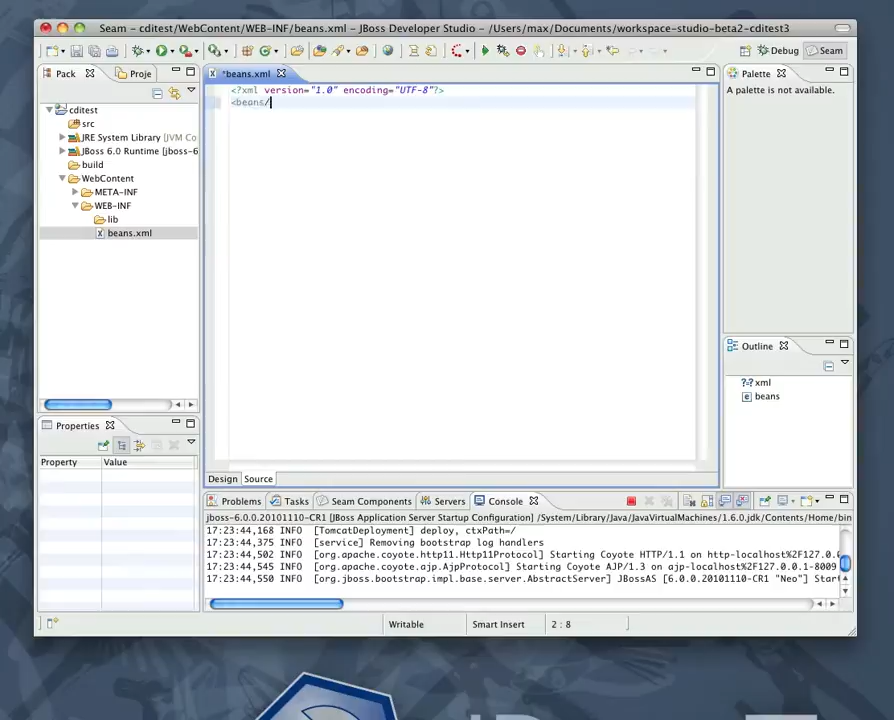 Seam – cditest/WebContent/WEB-INF/beans.xml – JBoss Developer Studio – /Users/max/Documents/workspace-studio-beta2-cditest3
Debug
Seam
Pack
Proje
cditest
src
JRE System Library [JVM Co
JBoss 6.0 Runtime [jboss-6
build
WebContent
META-INF
WEB-INF
lib
beans.xml
*beans.xml
<?xml version="1.0" encoding="UTF-8"?>
<beans/
Design
Source
Palette
A palette is not available.
Outline
xml
beans
Properties
Property
Value
Problems
Tasks
Seam Components
Servers
Console
jboss-6.0.0.20101110-CR1 [JBoss Application Server Startup Configuration] /System/Library/Java/JavaVirtualMachines/1.6.0.jdk/Contents/Home/bin
17:23:44,168 INFO [TomcatDeployment] deploy, ctxPath=/
17:23:44,375 INFO [service] Removing bootstrap log handlers
17:23:44,502 INFO [org.apache.coyote.http11.Http11Protocol] Starting Coyote HTTP/1.1 on http-localhost%2F127.0.
17:23:44,545 INFO [org.apache.coyote.ajp.AjpProtocol] Starting Coyote AJP/1.3 on ajp-localhost%2F127.0.0.1-8009
17:23:44,550 INFO [org.jboss.bootstrap.impl.base.server.AbstractServer] JBossAS [6.0.0.20101110-CR1 "Neo"] Star
Writable
Smart Insert
2 : 8